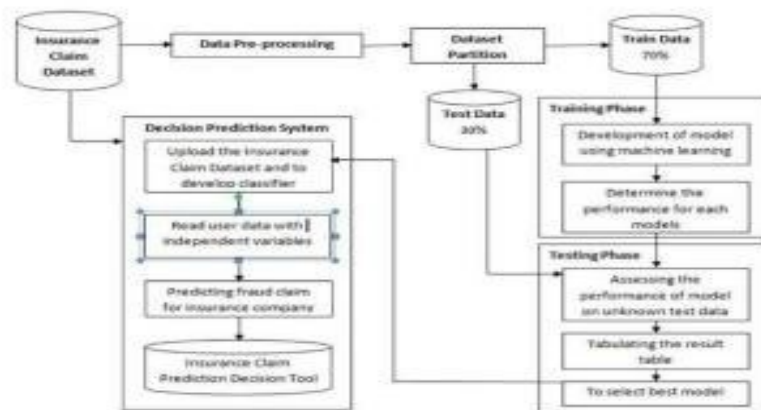 Insurance
Claim
Dataset
Data Pre-processing
Dataset
Partition
Train Data
70%
Test Data
30%
Training Phase
Development of model
using machine learning
Determine the
performance for each
models
Testing Phase
Assessing the
performance of model
on unknown test data
Tabulating the result
table
To select best model
Decision Prediction System
Upload the Insurance
Claim Dataset and to
develop classifier
Read user data with
independent variables
Predicting fraud claim
for insurance company
Insurance Claim
Prediction Decision Tool